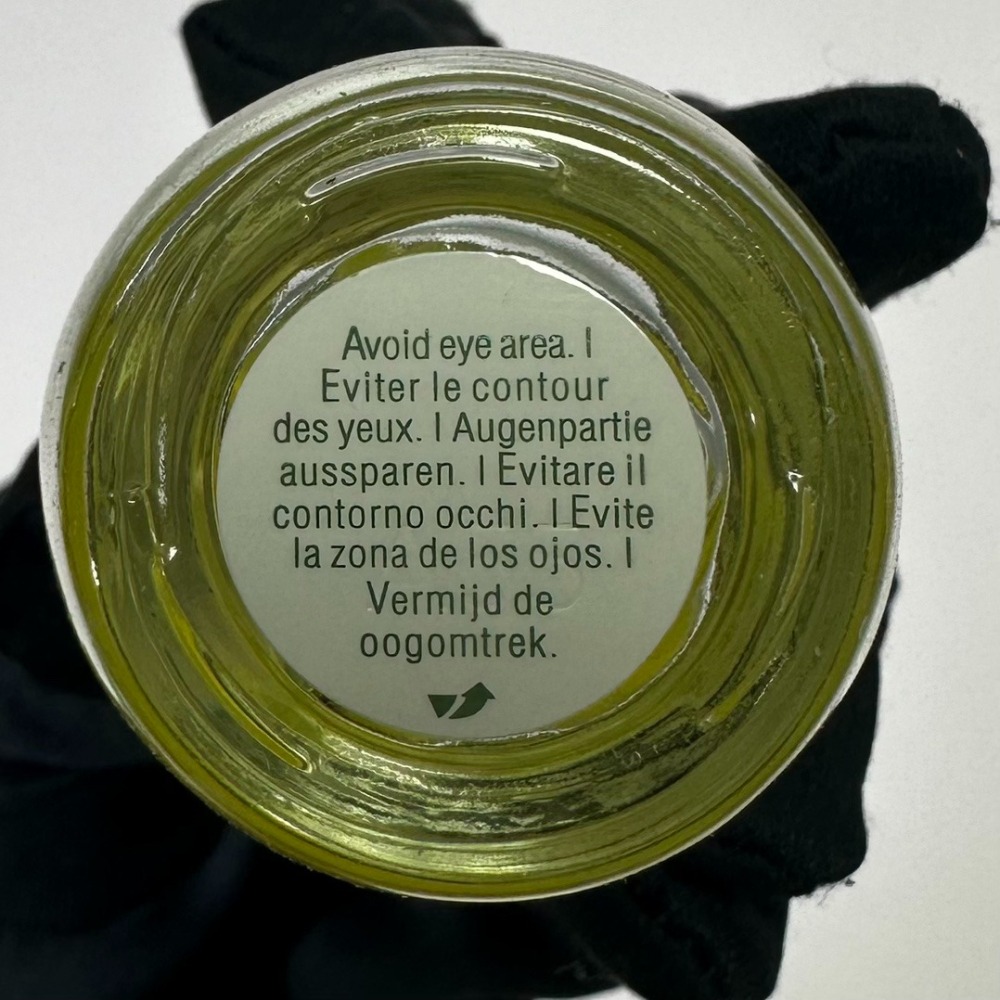 Avoid eye area. |
Eviter le contour
des yeux. | Augenpartie
aussparen. | Evitare il
contorno occhi. | Evite
la zona de los ojos. |
Vermijd de
oogomtrek.